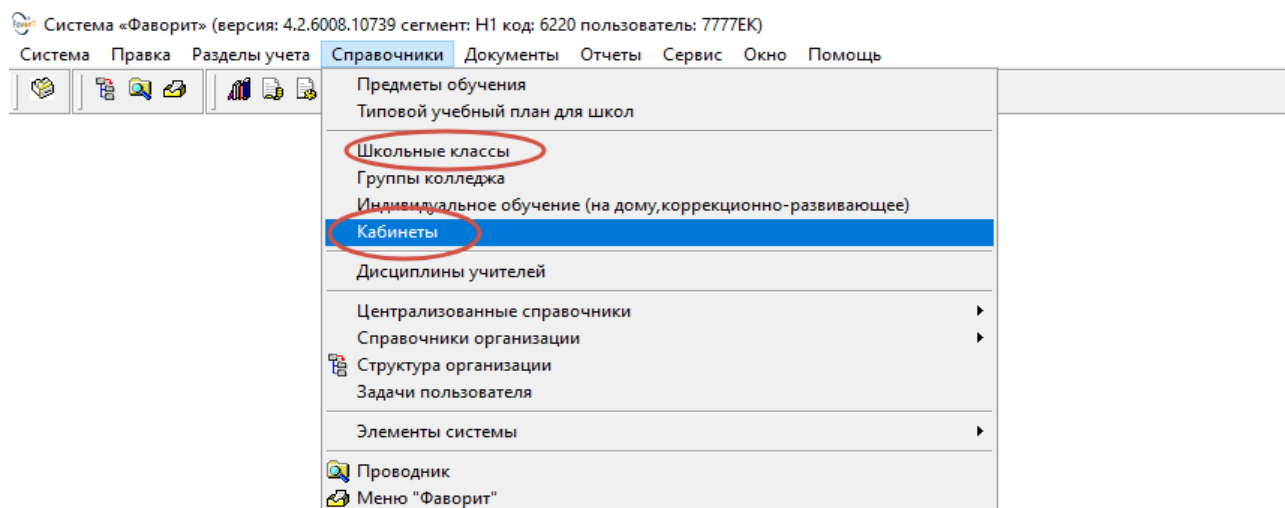 Система «Фаворит» (версия: 4.2.6008.10739 сегмент: Н1 код: 6220 пользователь: 7777ЕК)
Система Правка Разделы учета Справочники Документы Отчеты Сервис Окно Помощь
Предметы обучения
Типовой учебный план для школ
Школьные классы
Группы колледжа
Индивидуальное обучение (на дому,коррекционно-развивающее)
Кабинеты
Дисциплины учителей
Централизованные справочники
Справочники организации
Структура организации
Задачи пользователя
Элементы системы
Проводник
Меню "Фаворит"